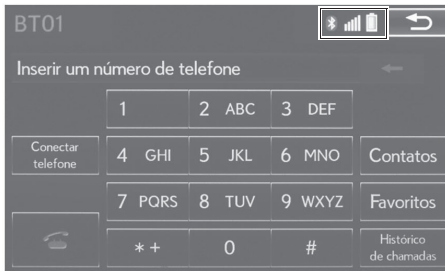 BT01
Inserir um número de telefone
1
2 ABC
3 DEF
Conectar
telefone
4 GHI
5 JKL
6 MNO
Contatos
7 PQRS
8 TUV
9 WXYZ
Favoritos
* +
0
#
Histórico
de chamadas